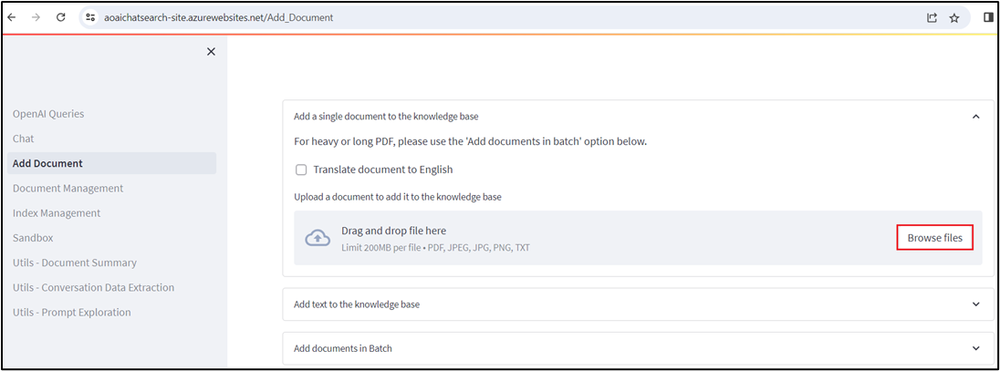 aoaichatsearch-site.azurewebsites.net/Add_Document
OpenAI Queries
Chat
Add Document
Document Management
Index Management
Sandbox
Utils - Document Summary
Utils - Conversation Data Extraction
Utils - Prompt Exploration
Add a single document to the knowledge base
For heavy or long PDF, please use the 'Add documents in batch' option below.
Translate document to English
Upload a document to add it to the knowledge base
Drag and drop file here
Limit 200MB per file • PDF, JPEG, JPG, PNG, TXT
Browse files
Add text to the knowledge base
Add documents in Batch